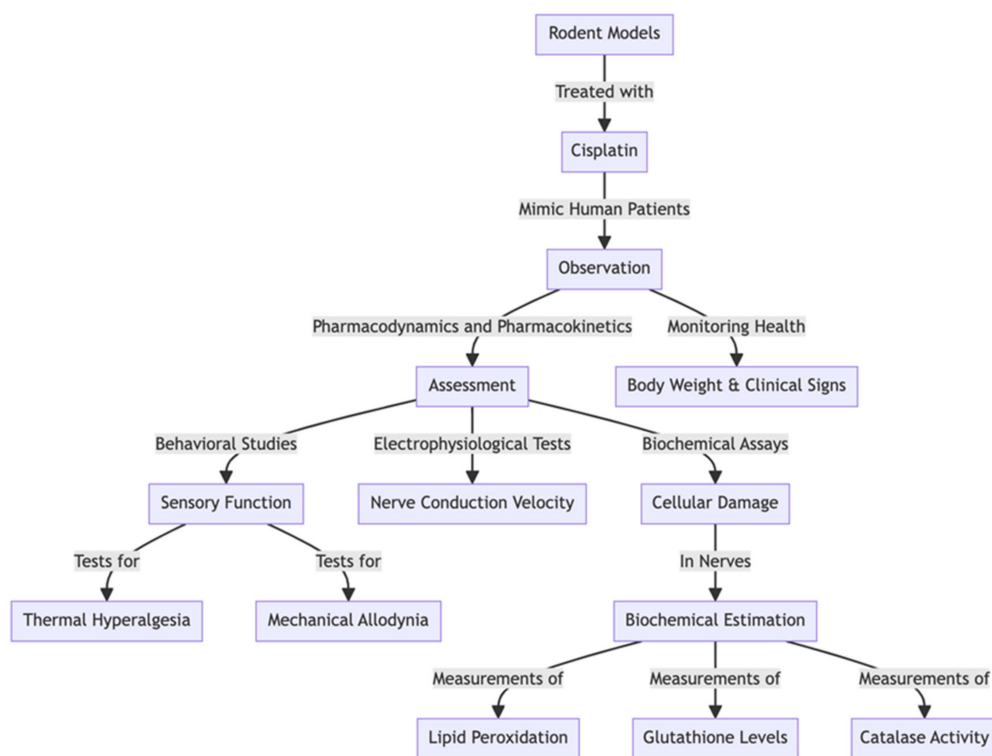 Rodent Models
Treated with
Cisplatin
Mimic Human Patients
Observation
Pharmacodynamics and Pharmacokinetics
Monitoring Health
Assessment
Body Weight & Clinical Signs
Behavioral Studies
Electrophysiological Tests
Biochemical Assays
Sensory Function
Nerve Conduction Velocity
Cellular Damage
Tests for
Tests for
In Nerves
Thermal Hyperalgesia
Mechanical Allodynia
Biochemical Estimation
Measurements of
Measurements of
Measurements of
Lipid Peroxidation
Glutathione Levels
Catalase Activity